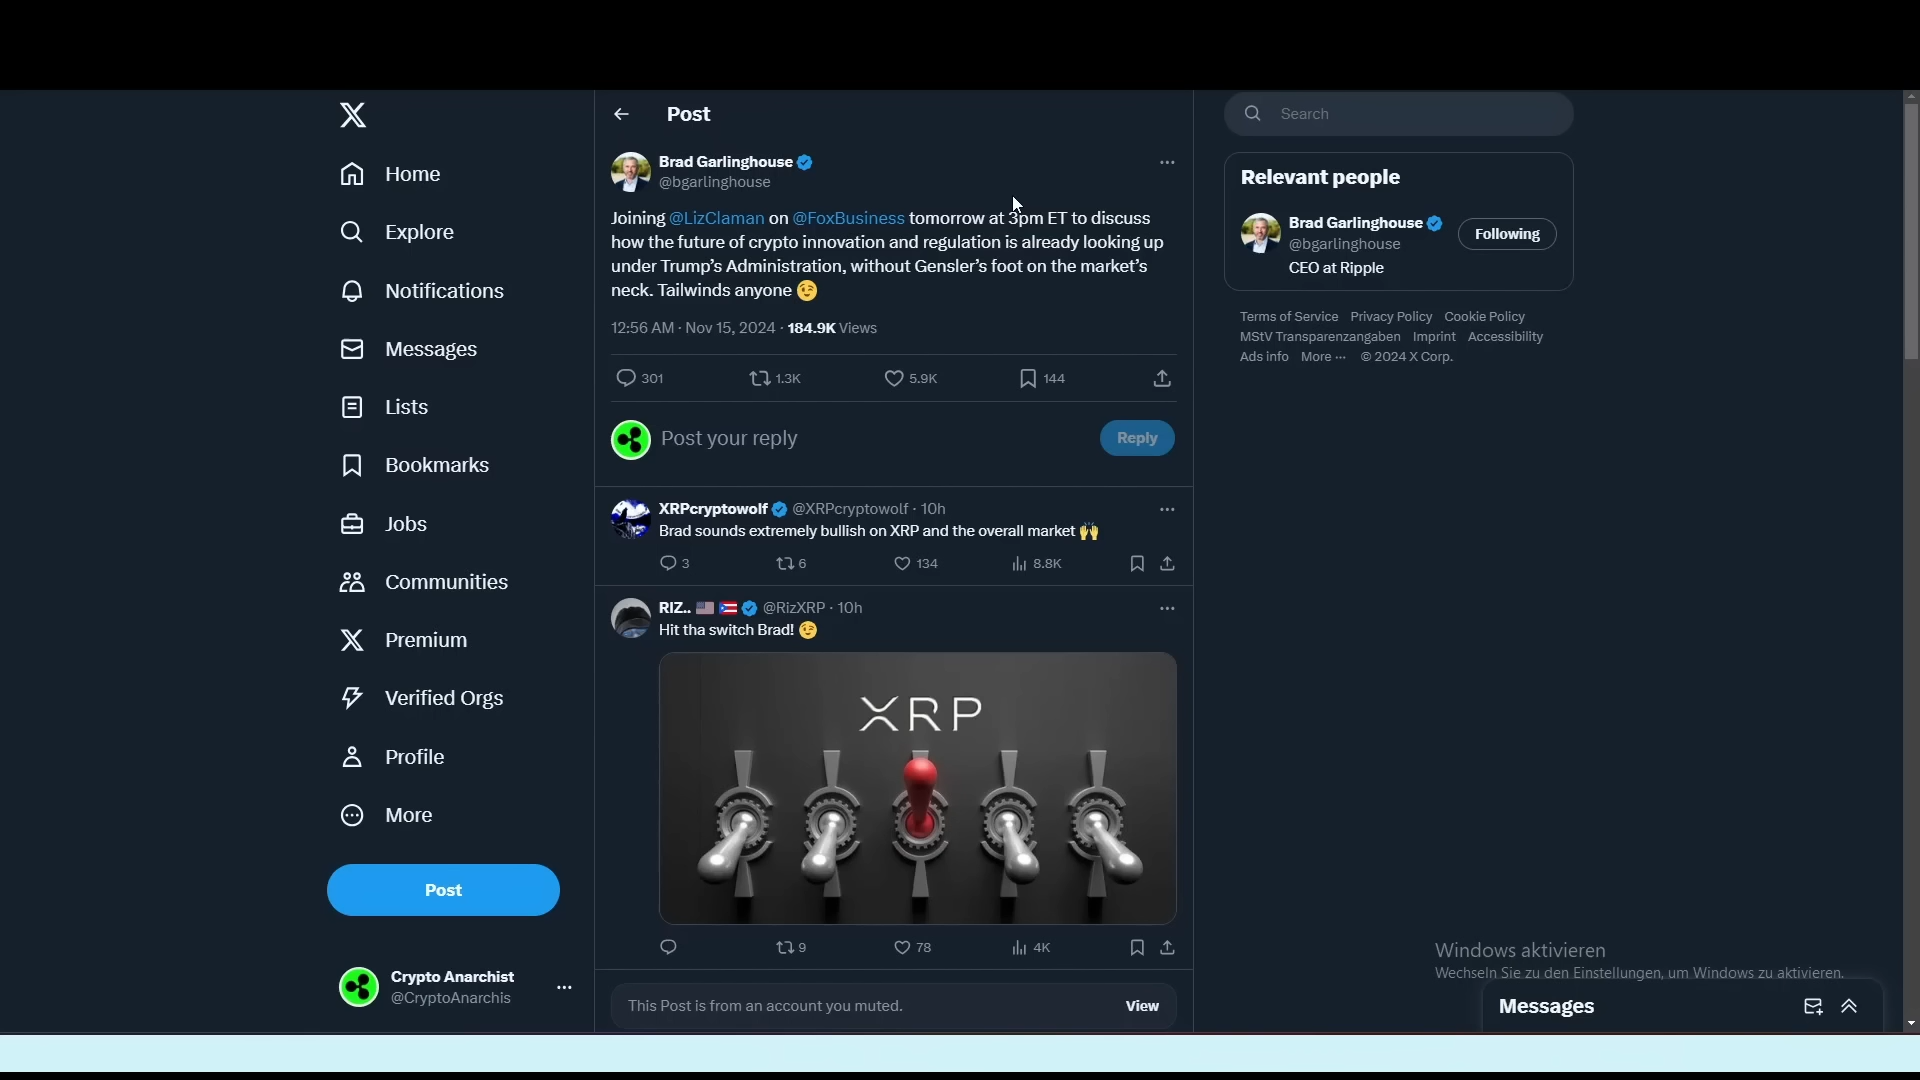 Home
Explore
Notifications
Messages
Lists
Bookmarks
Jobs
Communities
Premium
Verified Orgs
Profile
More
Post
Crypto Anarchist
@CryptoAnarchis
Post
Brad Garlinghouse
@bgarlinghouse
Joining @LizClaman on @FoxBusiness tomorrow at 3pm ET to discuss
how the future of crypto innovation and regulation is already looking up
under Trump’s Administration, without Gensler’s foot on the market’s
neck. Tailwinds anyone 😉
12:56 AM · Nov 15, 2024 · 184.9K Views
301 1.3K 5.9K 144
Post your reply
Reply
XRPcryptowolf @XRPcryptowolf · 10h
Brad sounds extremely bullish on XRP and the overall market 🙌
3 6 134 8.8K
RIZ.. 🇺🇸 🇵🇷 @RizXRP · 10h
Hit tha switch Brad! 😉
XRP
9 78 4K
This Post is from an account you muted.
View
Search
Relevant people
Brad Garlinghouse
@bgarlinghouse
Following
CEO at Ripple
Terms of Service Privacy Policy Cookie Policy
MStV Transparenzangaben Imprint Accessibility
Ads info More ··· © 2024 X Corp.
Windows aktivieren
Wechseln Sie zu den Einstellungen, um Windows zu aktivieren.
Messages